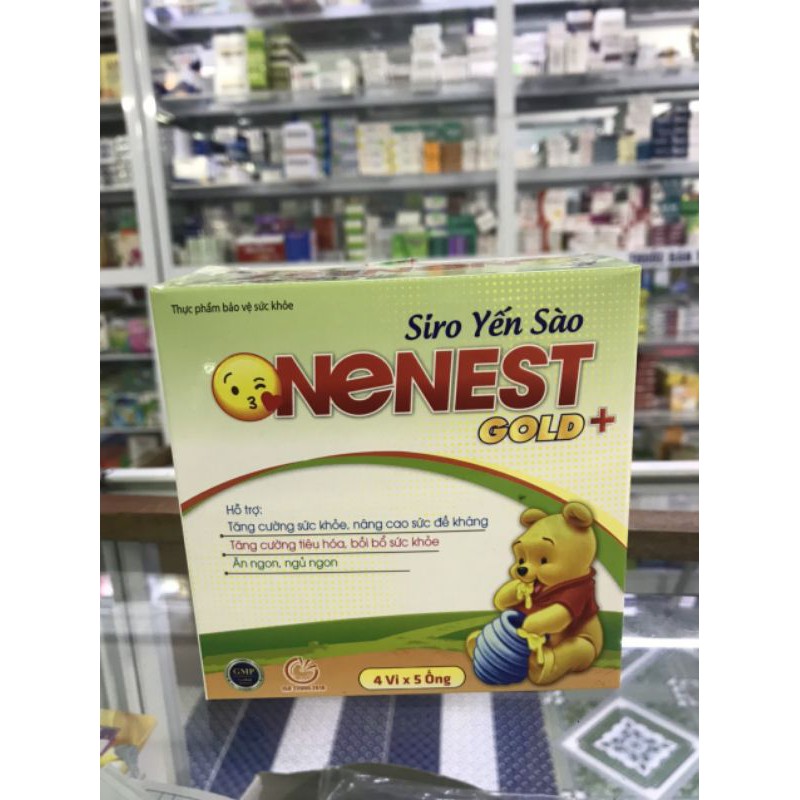 Thực phẩm bảo vệ sức khỏe
Siro Yến Sào
ONeNEST
GOLD+
Hỗ trợ:
Tăng cường sức khỏe, nâng cao sức đề kháng
Tăng cường tiêu hóa, bồi bổ sức khỏe
Ăn ngon, ngủ ngon
GMP
4 Vỉ x 5 Ống